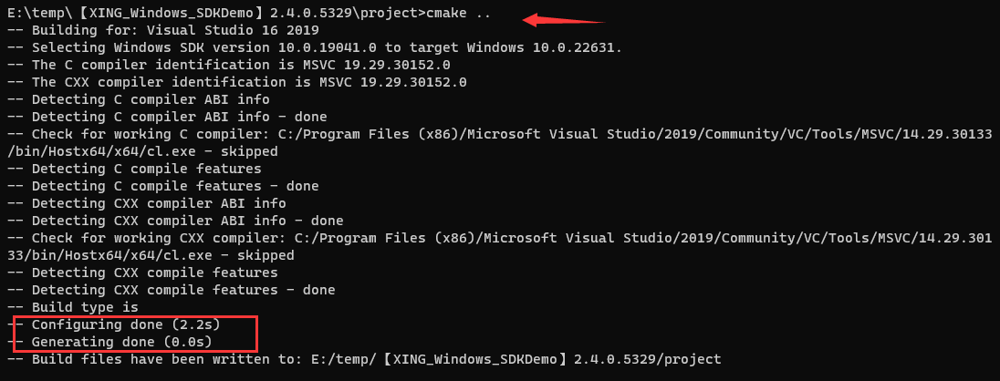 E:\temp\【XING_Windows_SDKDemo】2.4.0.5329\project>cmake ..
-- Building for: Visual Studio 16 2019
-- Selecting Windows SDK version 10.0.19041.0 to target Windows 10.0.22631.
-- The C compiler identification is MSVC 19.29.30152.0
-- The CXX compiler identification is MSVC 19.29.30152.0
-- Detecting C compiler ABI info
-- Detecting C compiler ABI info - done
-- Check for working C compiler: C:/Program Files (x86)/Microsoft Visual Studio/2019/Community/VC/Tools/MSVC/14.29.30133
/bin/Hostx64/x64/cl.exe - skipped
-- Detecting C compile features
-- Detecting C compile features - done
-- Detecting CXX compiler ABI info
-- Detecting CXX compiler ABI info - done
-- Check for working CXX compiler: C:/Program Files (x86)/Microsoft Visual Studio/2019/Community/VC/Tools/MSVC/14.29.301
33/bin/Hostx64/x64/cl.exe - skipped
-- Detecting CXX compile features
-- Detecting CXX compile features - done
-- Build type is
-- Configuring done (2.2s)
-- Generating done (0.0s)
-- Build files have been written to: E:/temp/【XING_Windows_SDKDemo】2.4.0.5329/project